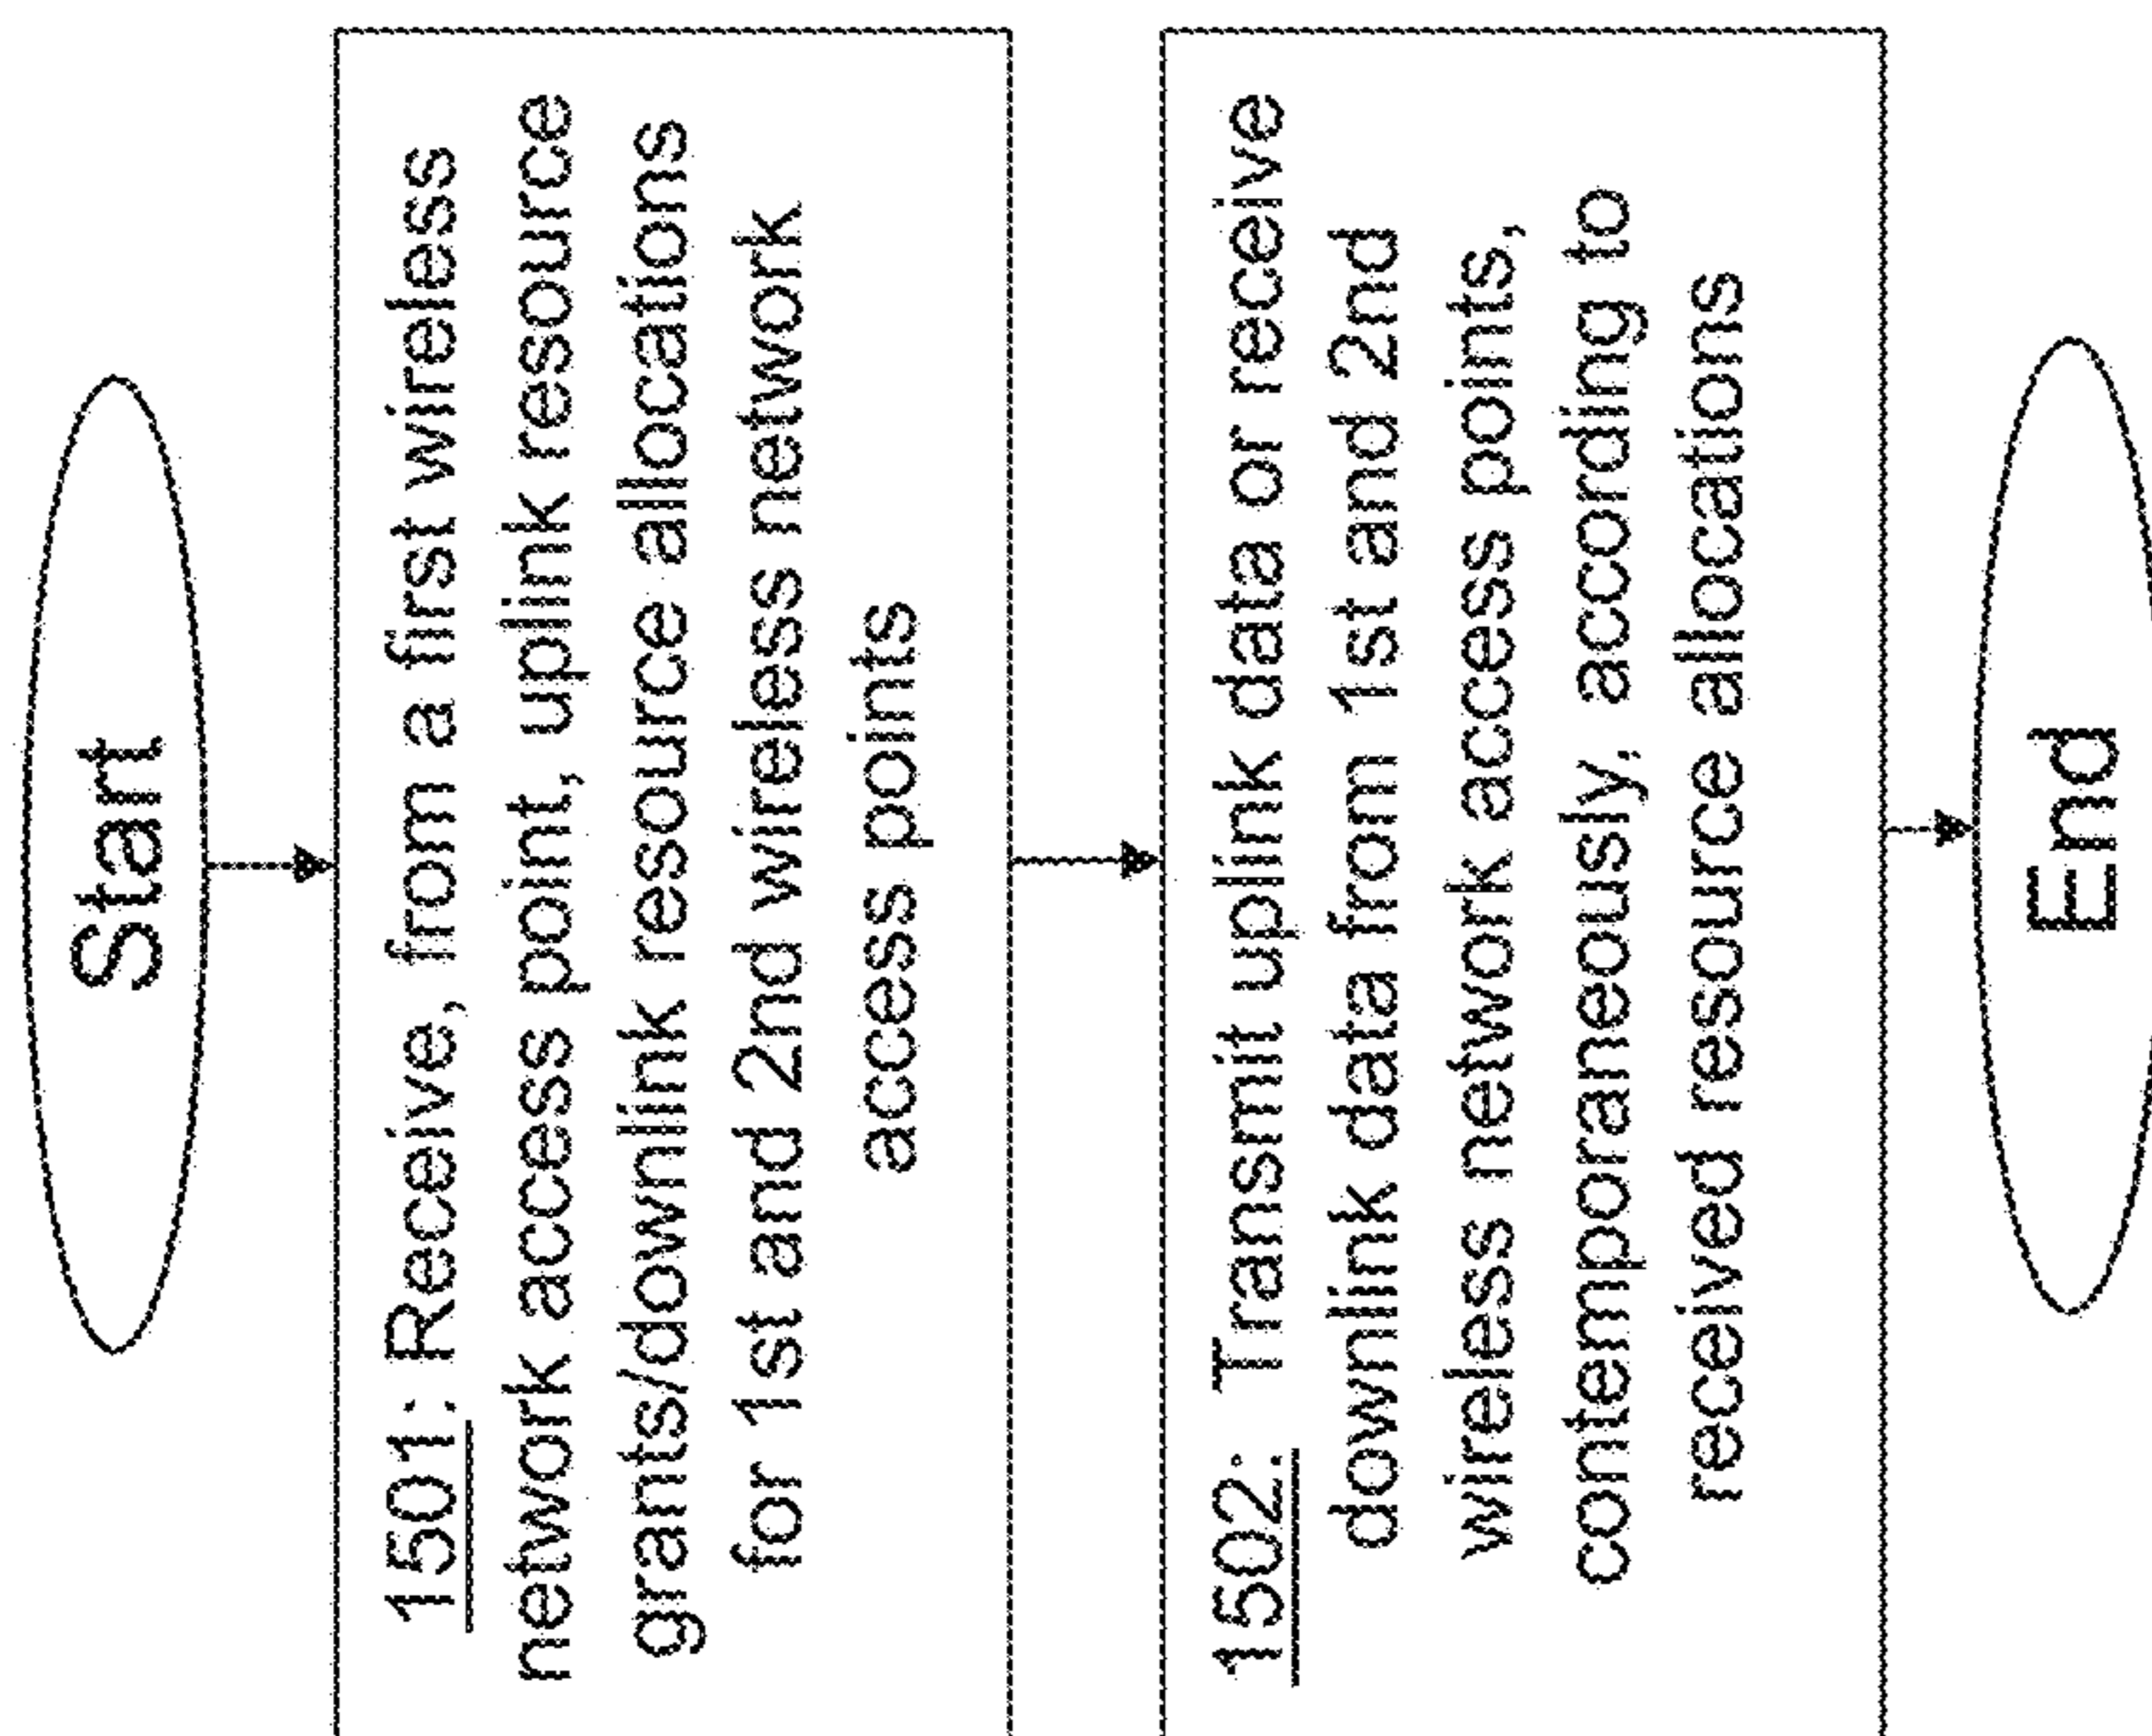 Start
1501: Receive, from a first wireless
network access point, uplink resource
grants/downlink resource allocations
for 1st and 2nd wireless network
access points
1502: Transmit uplink data or receive
downlink data from 1st and 2nd
wireless network access points,
contemporaneously, according to
received resource allocations
End